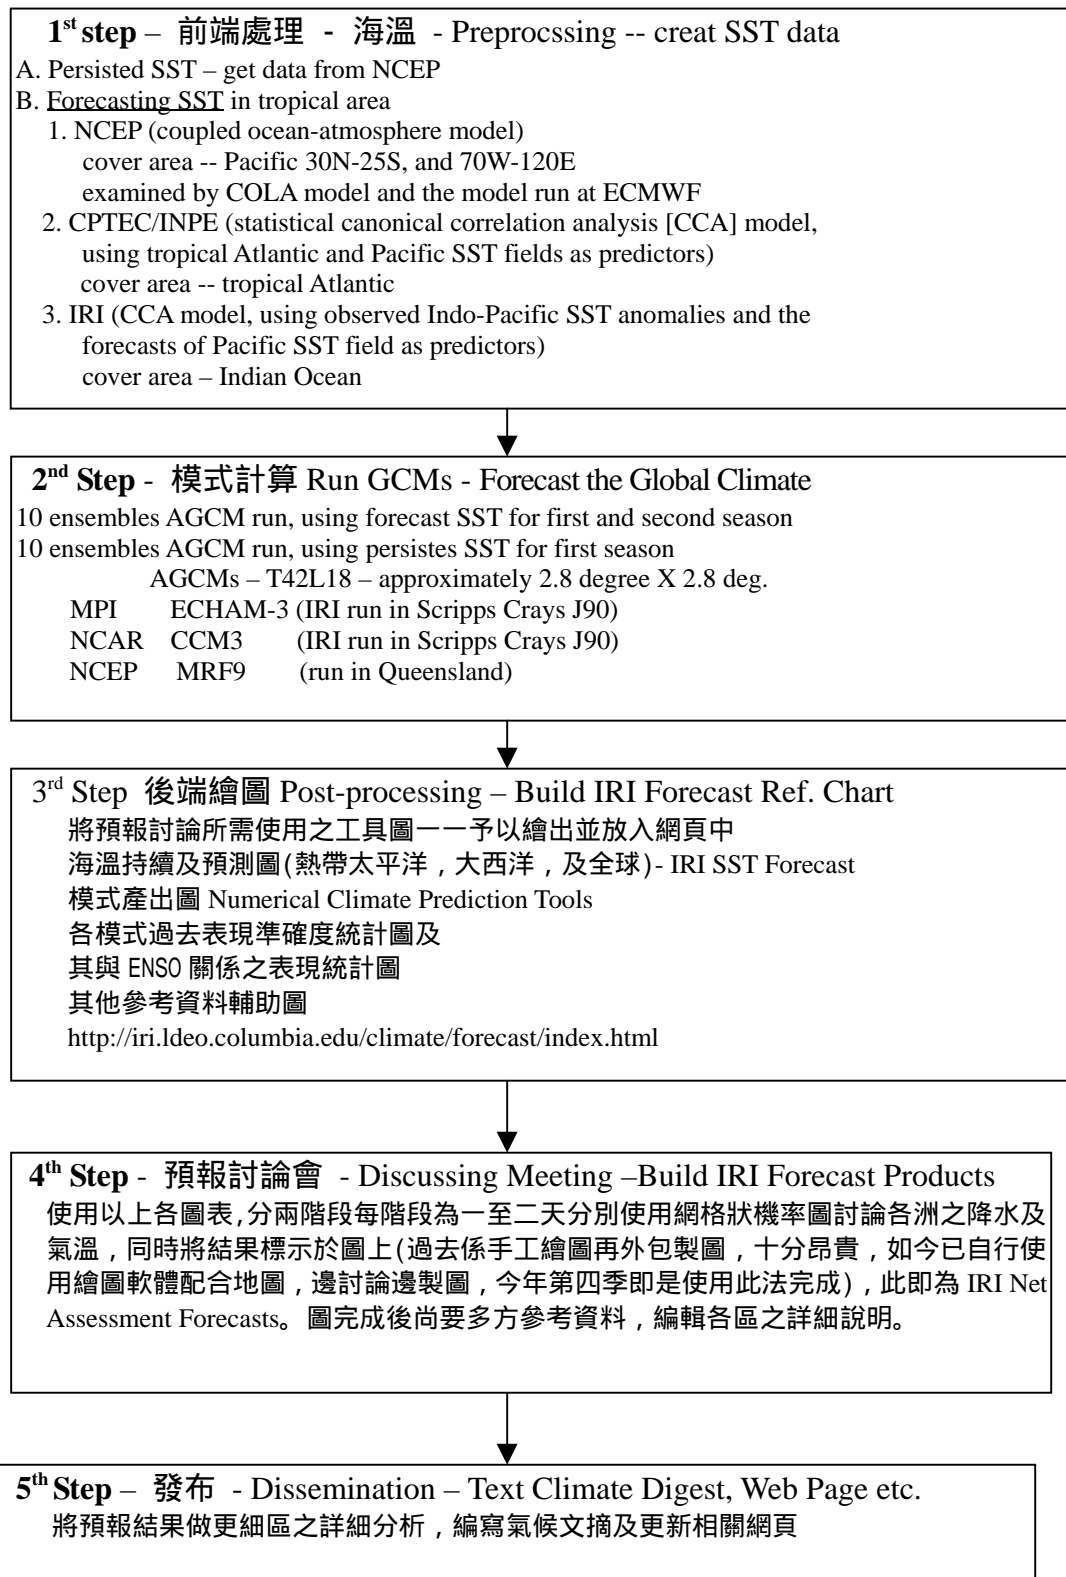 1st step – 前端處理 - 海溫 - Preprocssing -- creat SST data
A. Persisted SST – get data from NCEP
B. Forecasting SST in tropical area
1. NCEP (coupled ocean-atmosphere model)
cover area -- Pacific 30N-25S, and 70W-120E
examined by COLA model and the model run at ECMWF
2. CPTEC/INPE (statistical canonical correlation analysis [CCA] model,
using tropical Atlantic and Pacific SST fields as predictors)
cover area -- tropical Atlantic
3. IRI (CCA model, using observed Indo-Pacific SST anomalies and the
forecasts of Pacific SST field as predictors)
cover area – Indian Ocean
2nd Step - 模式計算 Run GCMs - Forecast the Global Climate
10 ensembles AGCM run, using forecast SST for first and second season
10 ensembles AGCM run, using persistes SST for first season
AGCMs – T42L18 – approximately 2.8 degree X 2.8 deg.
MPI ECHAM-3 (IRI run in Scripps Crays J90)
NCAR CCM3 (IRI run in Scripps Crays J90)
NCEP MRF9 (run in Queensland)
3rd Step 後端繪圖 Post-processing – Build IRI Forecast Ref. Chart
將預報討論所需使用之工具圖一一予以繪出並放入網頁中
海溫持續及預測圖(熱帶太平洋，大西洋，及全球)- IRI SST Forecast
模式產出圖 Numerical Climate Prediction Tools
各模式過去表現準確度統計圖及
其與 ENSO 關係之表現統計圖
其他參考資料輔助圖
http://iri.ldeo.columbia.edu/climate/forecast/index.html
4th Step - 預報討論會 - Discussing Meeting –Build IRI Forecast Products
使用以上各圖表,分兩階段每階段為一至二天分別使用網格狀機率圖討論各洲之降水及
氣溫，同時將結果標示於圖上(過去係手工繪圖再外包製圖，十分昂貴，如今已自行使
用繪圖軟體配合地圖，邊討論邊製圖，今年第四季即是使用此法完成)，此即為 IRI Net
Assessment Forecasts。圖完成後尚要多方參考資料，編輯各區之詳細說明。
5th Step – 發布 - Dissemination – Text Climate Digest, Web Page etc.
將預報結果做更細區之詳細分析，編寫氣候文摘及更新相關網頁